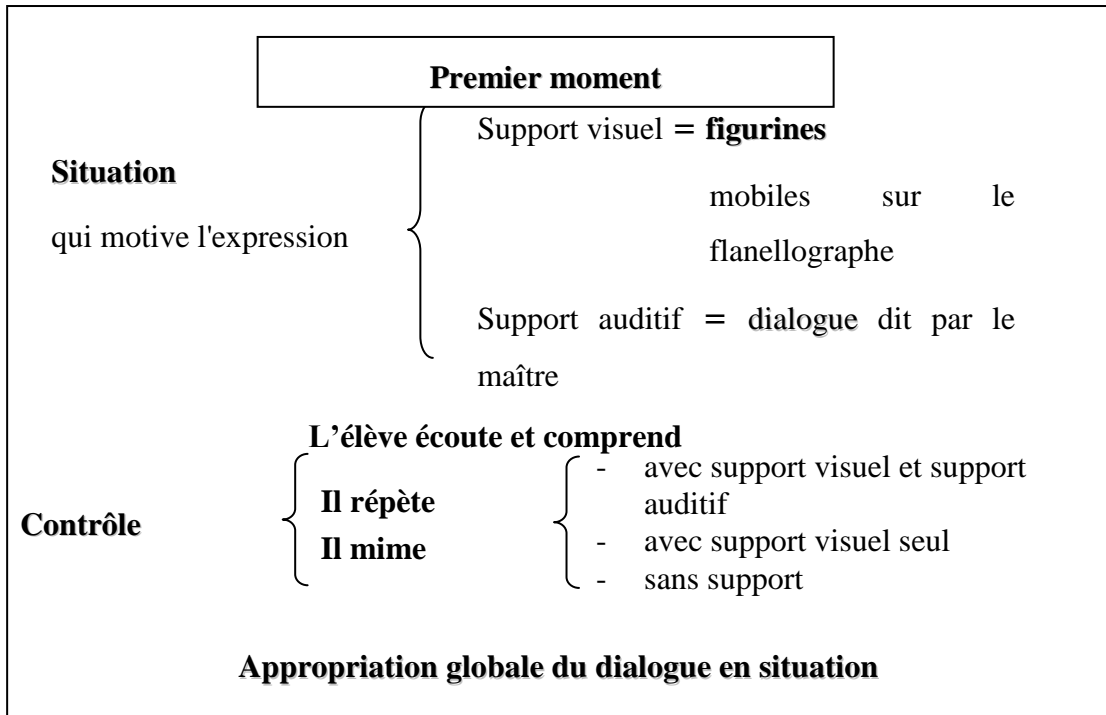 Premier moment
Support visuel = figurines
mobiles sur le
flanellographe
Situation
qui motive l'expression
Support auditif = dialogue dit par le
maître
L'élève écoute et comprend
Contrôle
Il répète
Il mime
- avec support visuel et support
auditif
- avec support visuel seul
- sans support
Appropriation globale du dialogue en situation